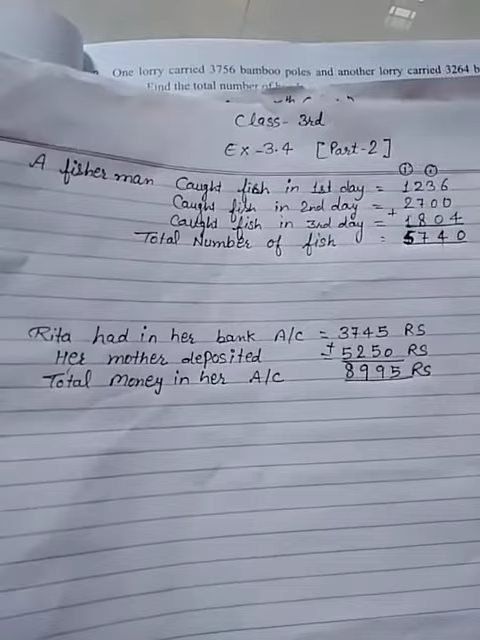 One lorry carried 3756 bamboo poles and another lorry carried 3264 b
Find the total number of
Class- 3rd
Ex-3.4 [Part-2]
A fisher man Caught fish in 1st day = 1236
Caught fish in 2nd day = 2700
Caught fish in 3rd day = + 1804
Total Number of fish = 5740
Rita had in her bank A/C = 3745 RS
Her mother deposited = + 5250 RS
Total Money in her A/C 8995 RS